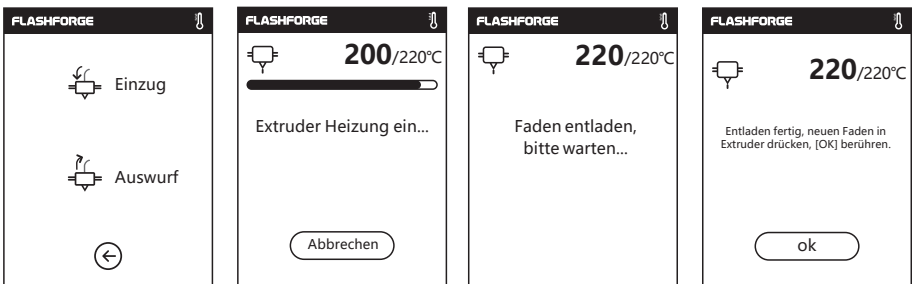 FLASHFORGE
Einzug
Auswurf
FLASHFORGE
200/220℃
Extruder Heizung ein...
Abbrechen
FLASHFORGE
220/220℃
Faden entladen,
bitte warten...
FLASHFORGE
220/220℃
Entladen fertig, neuen Faden in
Extruder drücken, [OK] berühren.
ok